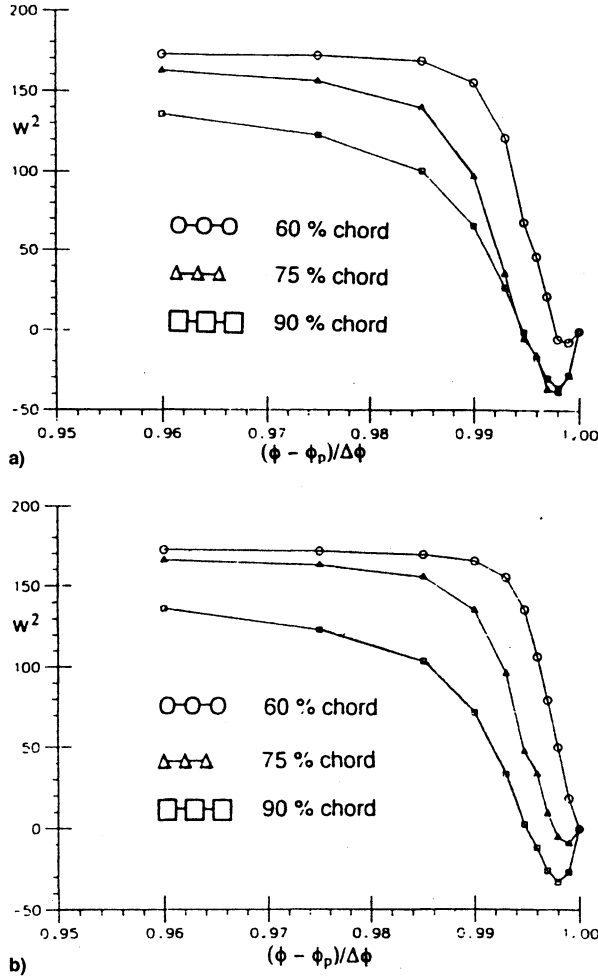 200
150
W²
100
50
0
-50
60 % chord
75 % chord
90 % chord
0.95 0.96 0.97 0.98 0.99 1.00
(ϕ - ϕp)/Δϕ
a)
200
150
W²
100
50
0
-50
60 % chord
75 % chord
90 % chord
0.95 0.96 0.97 0.98 0.99 1.00
(ϕ - ϕp)/Δϕ
b)